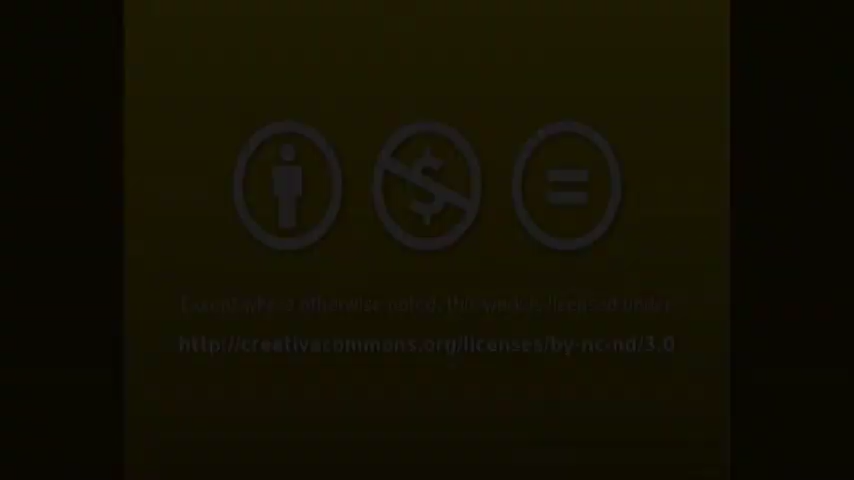 Except where otherwise noted, this work is licensed under
http://creativecommons.org/licenses/by-nc-nd/3.0